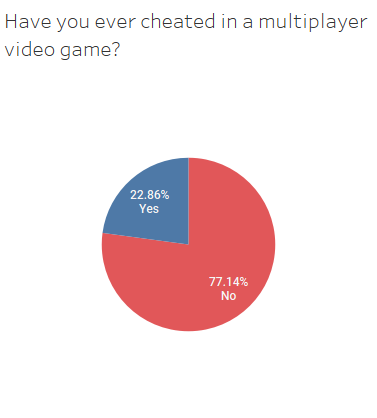 Have you ever cheated in a multiplayer
video game?
22.86%
Yes
77.14%
No